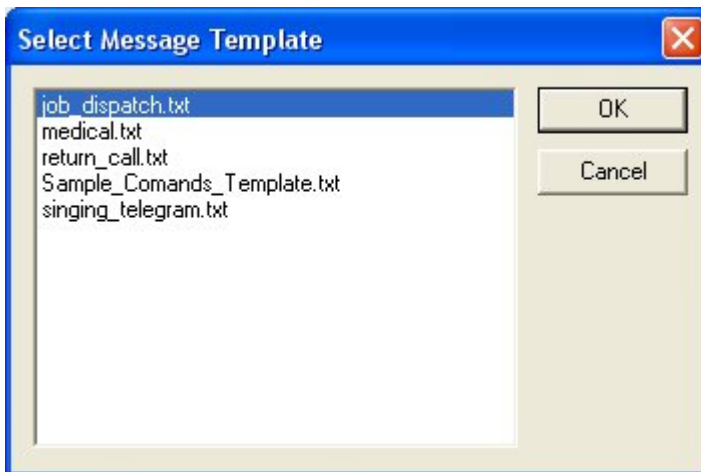 Select Message Template
job_dispatch.txt
medical.txt
return_call.txt
Sample_Comands_Template.txt
singing_telegram.txt
OK
Cancel